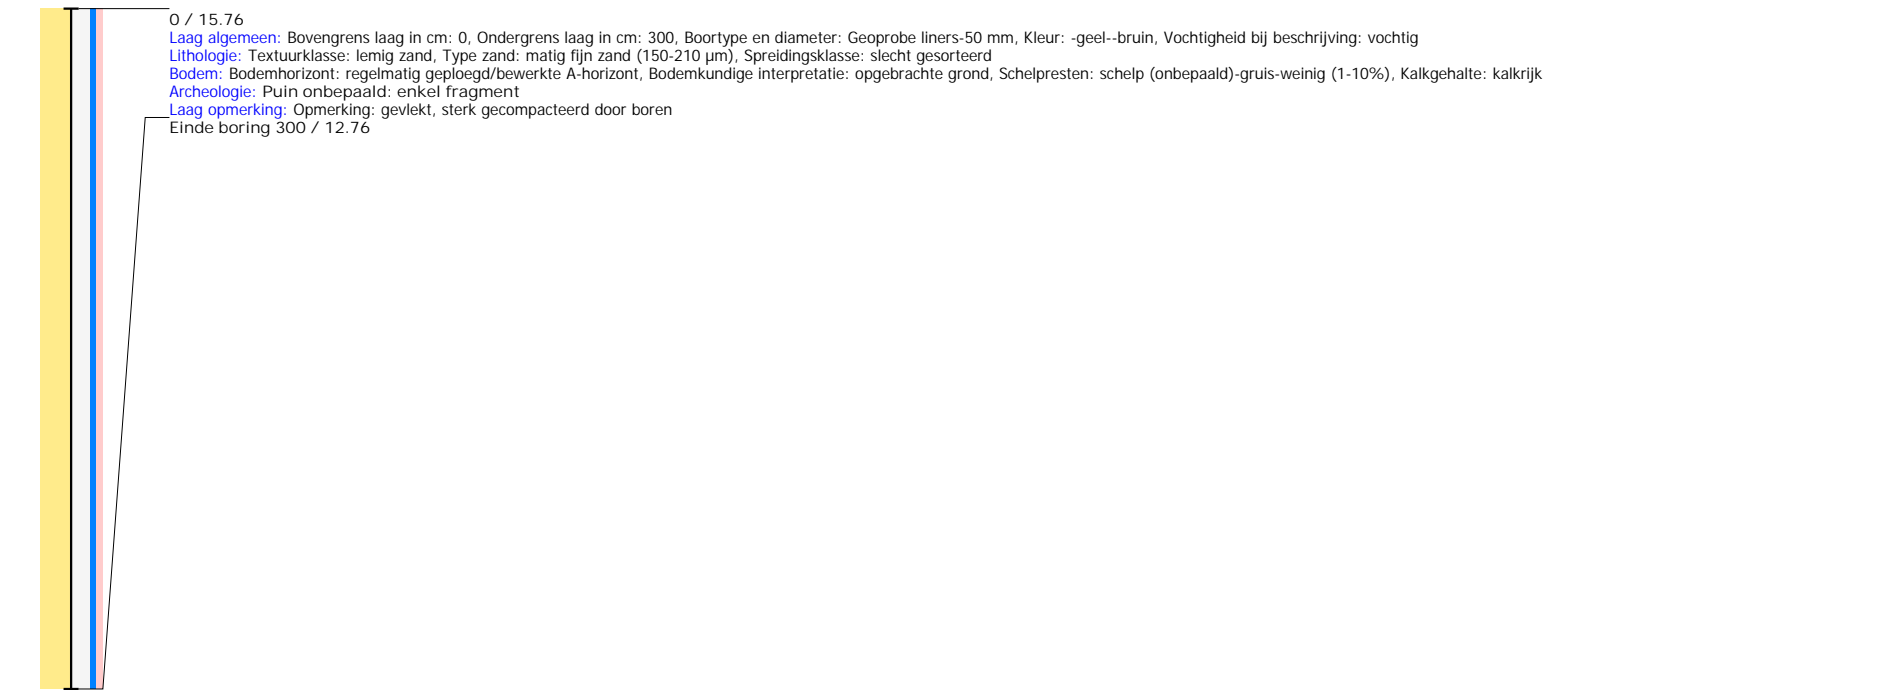 0 / 15.76
Laag algemeen: Bovengrens laag in cm: 0, Ondergrens laag in cm: 300, Boortype en diameter: Geoprobe liners-50 mm, Kleur: -geel--bruin, Vochtigheid bij beschrijving: vochtig
Lithologie: Textuurklasse: lemig zand, Type zand: matig fijn zand (150-210 µm), Spreidingsklasse: slecht gesorteerd
Bodem: Bodemhorizont: regelmatig geploegd/bewerkte A-horizont, Bodemkundige interpretatie: opgebrachte grond, Schelpresten: schelp (onbepaald)-gruis-weinig (1-10%), Kalkgehalte: kalkrijk
Archeologie: Puin onbepaald: enkel fragment
Laag opmerking: Opmerking: gevlekt, sterk gecompacteerd door boren
Einde boring 300 / 12.76